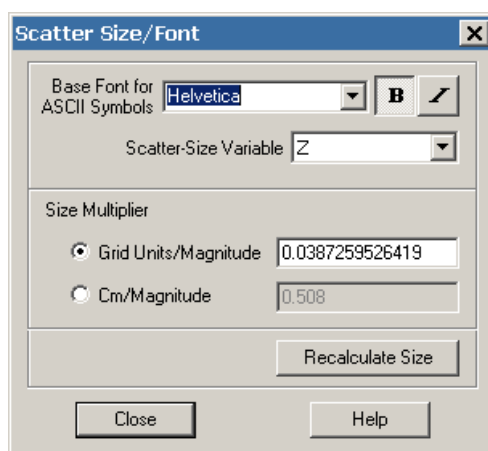 Scatter Size/Font
Base Font for
ASCII Symbols
Helvetica
B I
Scatter-Size Variable Z
Size Multiplier
Grid Units/Magnitude 0.0387259526419
Cm/Magnitude 0.508
Recalculate Size
Close Help